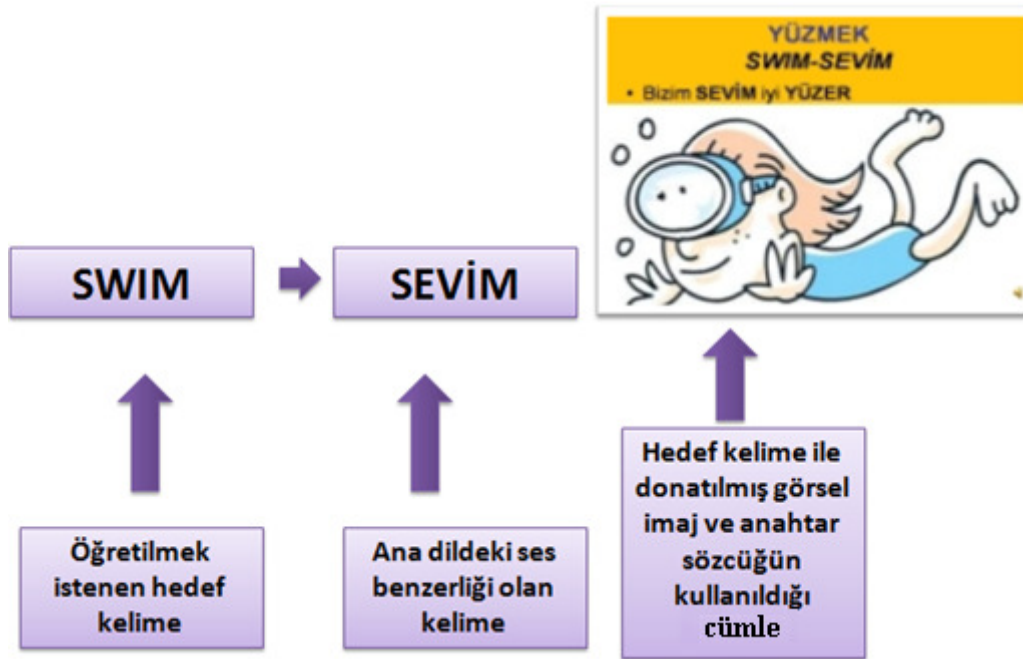 YÜZMEK
SWIM-SEVİM
• Bizim SEVİM iyi YÜZER
SWIM
SEVİM
Öğretilmek
istenen hedef
kelime
Ana dildeki ses
benzerliği olan
kelime
Hedef kelime ile
donatılmış görsel
imaj ve anahtar
sözcüğün
kullanıldığı
cümle